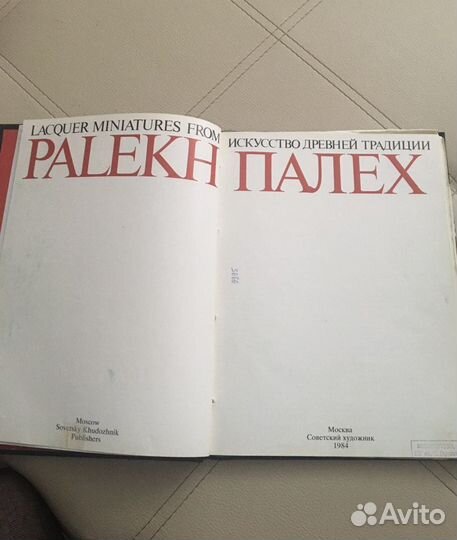 LACQUER MINIATURES FROM
PALEKH
Moscow
Sovetsky Khudozhnik
Publishers
ИСКУССТВО ДРЕВНЕЙ ТРАДИЦИИ
ПАЛЕХ
Москва
Советский художник
1984
Avito